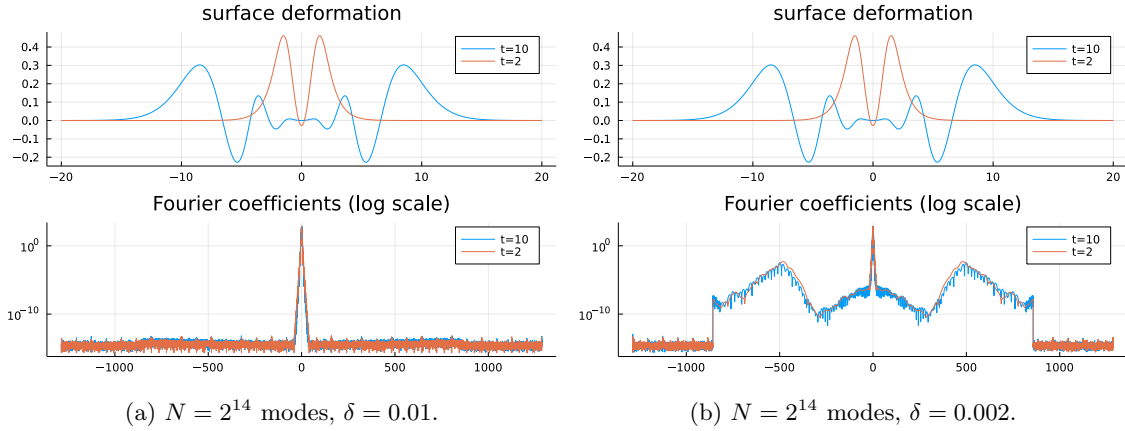 surface deformation
0.4
0.3
0.2
0.1
0.0
−0.1
−0.2
t=10
t=2
−20 −10 0 10 20
Fourier coefficients (log scale)
10^0
10^{-10}
t=10
t=2
−1000 −500 0 500 1000
(a) N = 2^{14} modes, δ = 0.01.
surface deformation
0.4
0.3
0.2
0.1
0.0
−0.1
−0.2
t=10
t=2
−20 −10 0 10 20
Fourier coefficients (log scale)
10^0
10^{-10}
t=10
t=2
−1000 −500 0 500 1000
(b) N = 2^{14} modes, δ = 0.002.